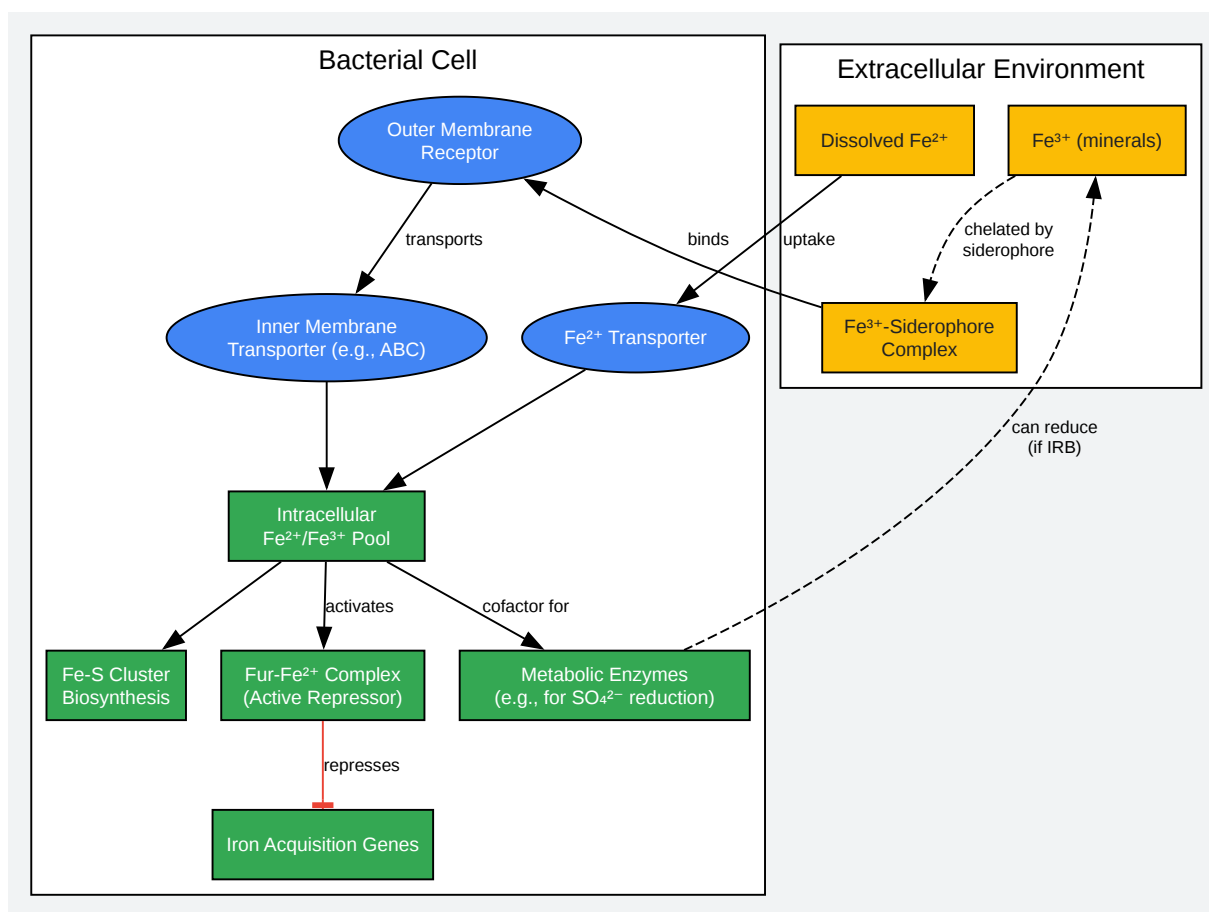 Bacterial Cell
Extracellular Environment
Outer Membrane
Receptor
Dissolved Fe²⁺
Fe³⁺ (minerals)
transports
binds
uptake
chelated by
siderophore
Inner Membrane
Transporter (e.g., ABC)
Fe²⁺ Transporter
Fe³⁺-Siderophore
Complex
can reduce
(if IRB)
Intracellular
Fe²⁺/Fe³⁺ Pool
activates
cofactor for
Fe-S Cluster
Biosynthesis
Fur-Fe²⁺ Complex
(Active Repressor)
Metabolic Enzymes
(e.g., for SO₄²⁻ reduction)
represses
Iron Acquisition Genes